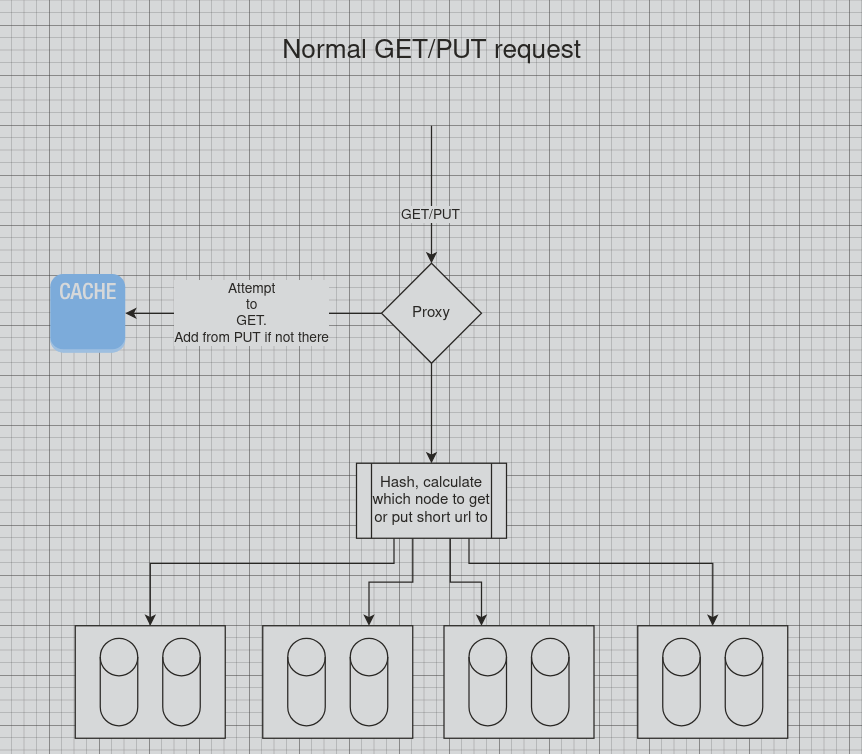 Normal GET/PUT request
GET/PUT
CACHE
Attempt
to
GET.
Add from PUT if not there
Proxy
Hash, calculate
which node to get
or put short url to